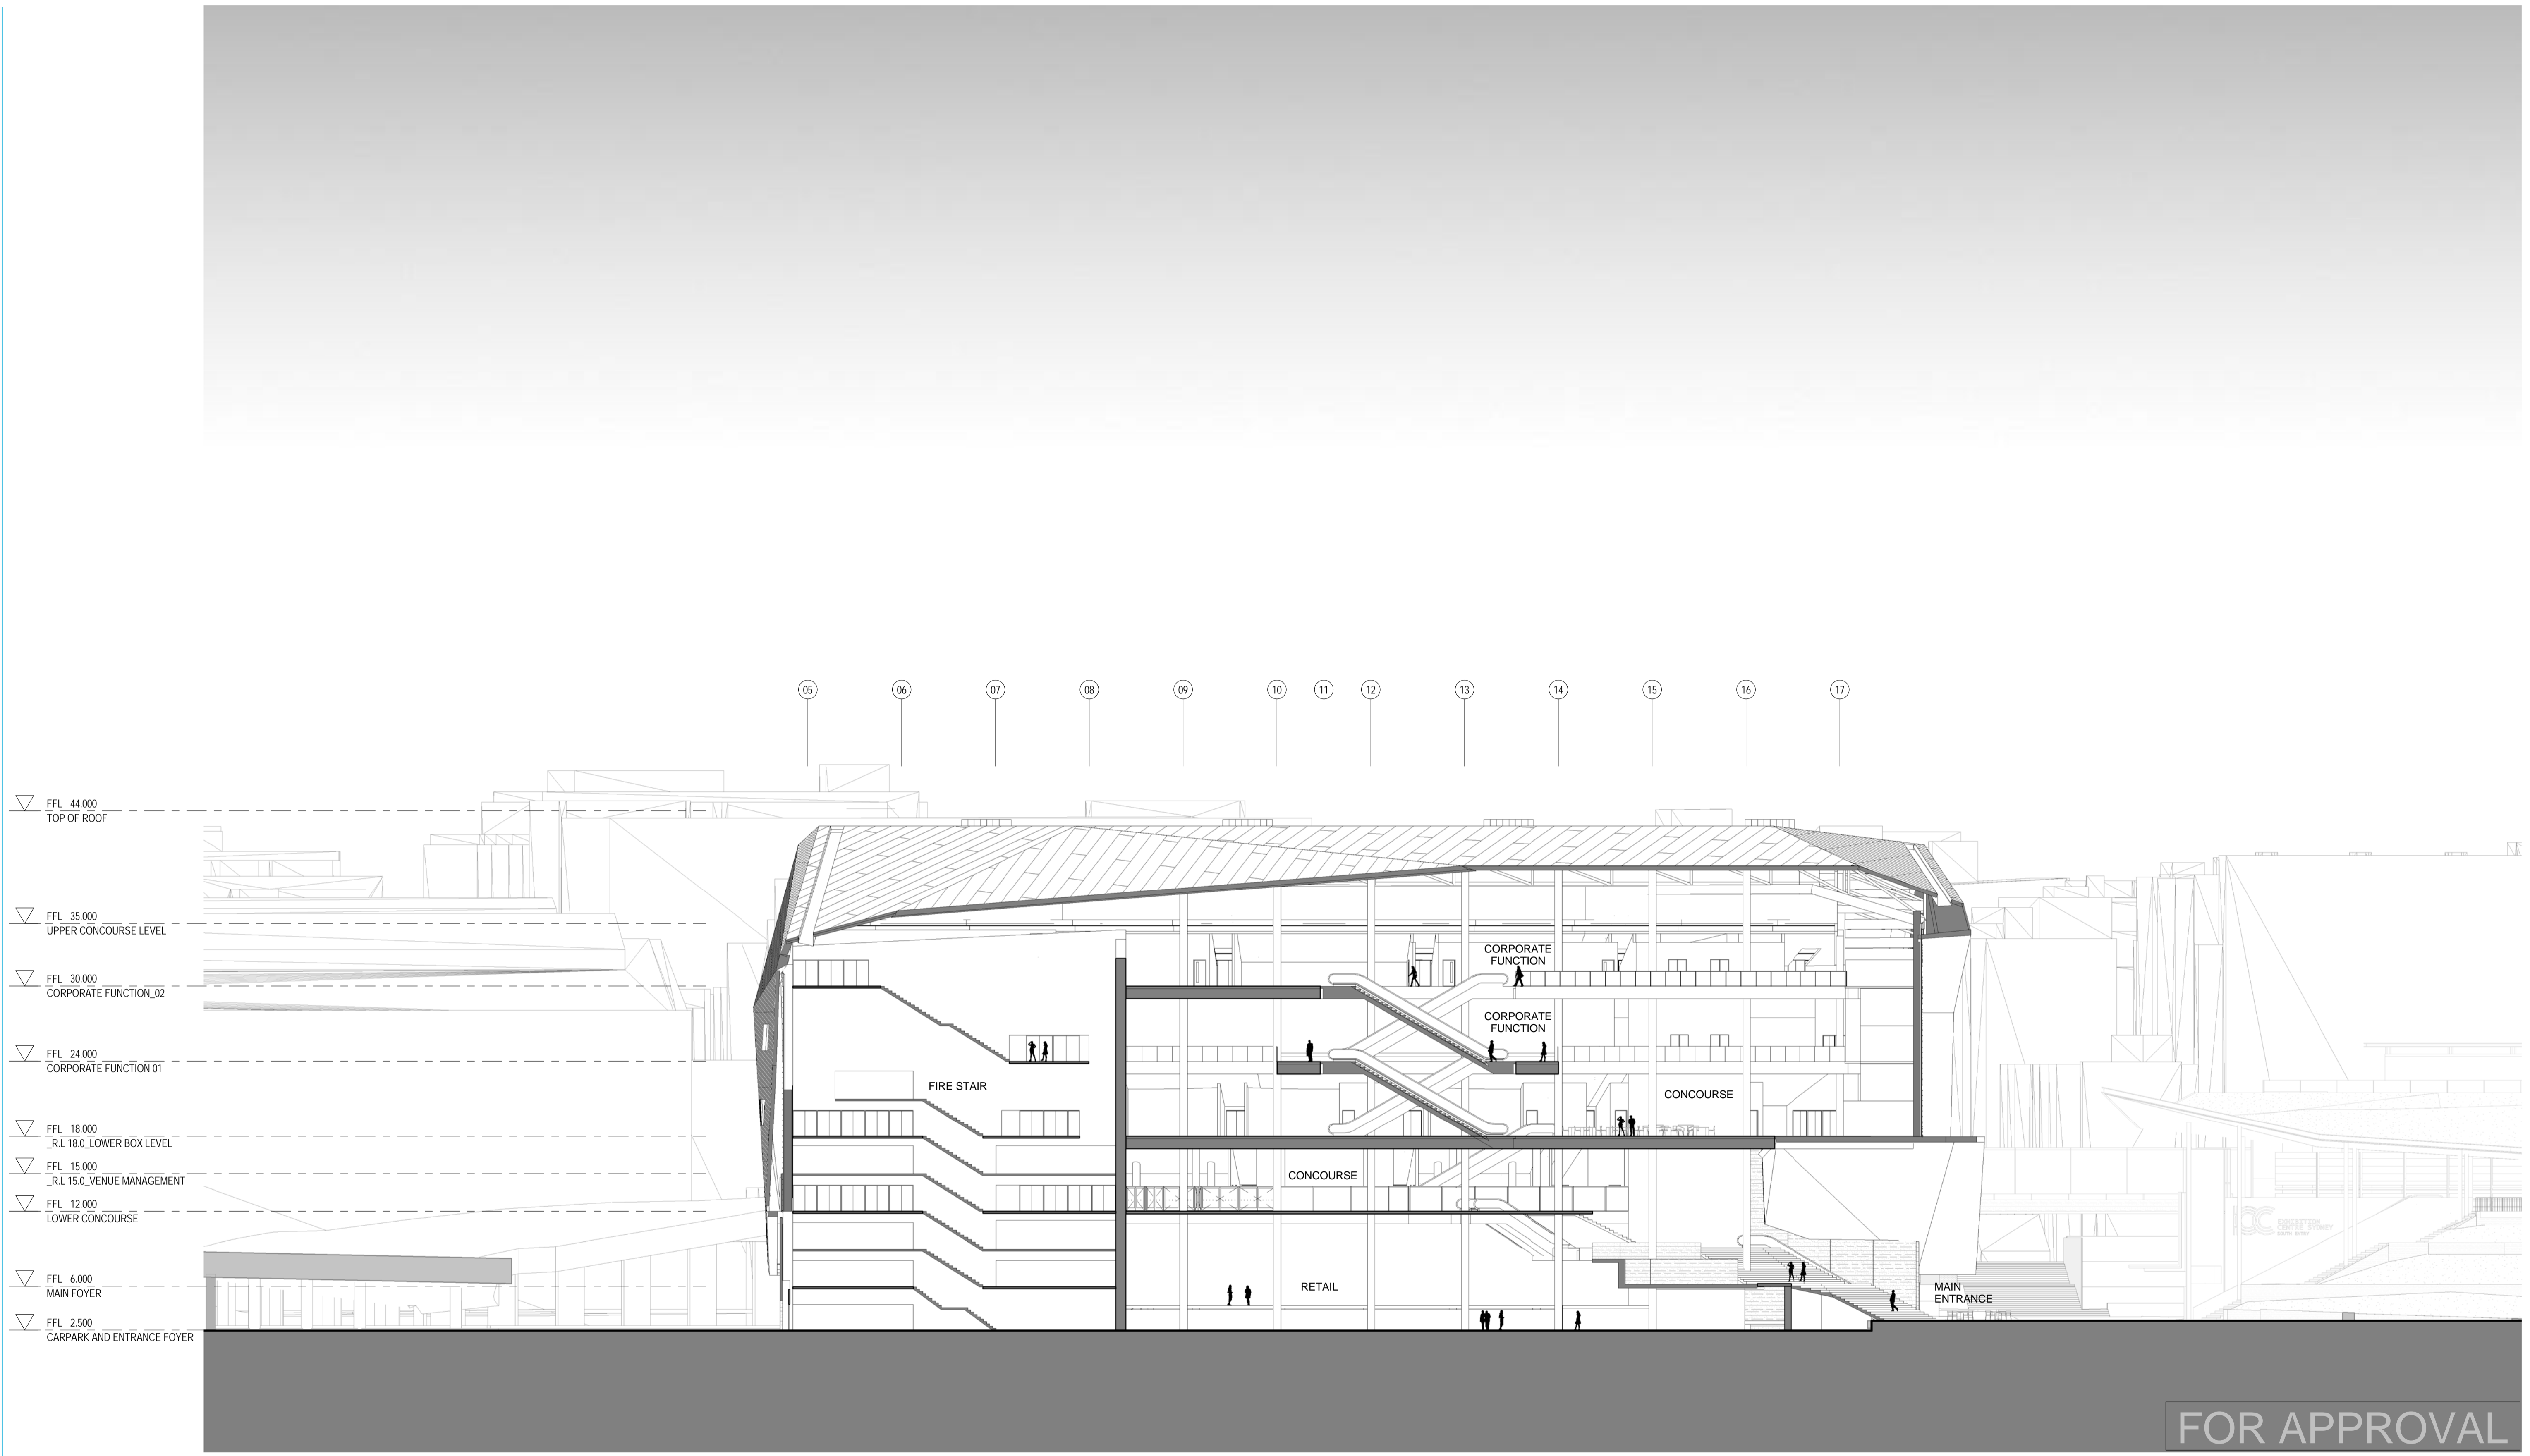 05 06 07 08 09 10 11 12 13 14 15 16 17
FFL 44.000
TOP OF ROOF
FFL 35.000
UPPER CONCOURSE LEVEL
CORPORATE
FUNCTION
FFL 30.000
CORPORATE FUNCTION_02
CORPORATE
FUNCTION
FFL 24.000
CORPORATE FUNCTION 01
FIRE STAIR
CONCOURSE
FFL 18.000
_R.L 18.0_LOWER BOX LEVEL
FFL 15.000
_R.L 15.0_VENUE MANAGEMENT
CONCOURSE
FFL 12.000
LOWER CONCOURSE
ICC
FFL 6.000
MAIN FOYER
RETAIL
MAIN
ENTRANCE
FFL 2.500
CARPARK AND ENTRANCE FOYER
FOR APPROVAL